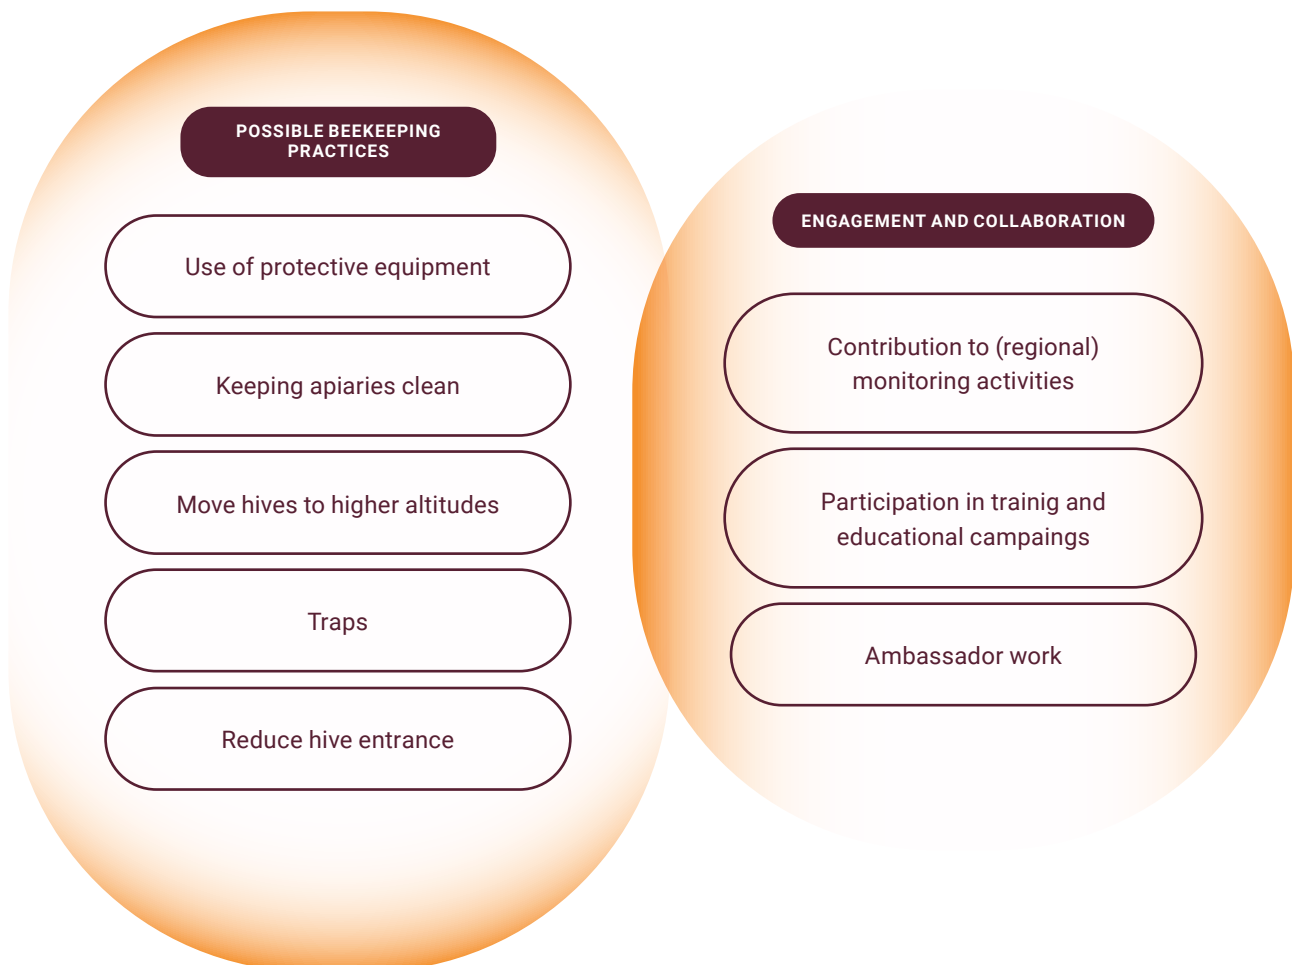 POSSIBLE BEEKEEPING
PRACTICES
Use of protective equipment
Keeping apiaries clean
Move hives to higher altitudes
Traps
Reduce hive entrance
ENGAGEMENT AND COLLABORATION
Contribution to (regional)
monitoring activities
Participation in trainig and
educational campaings
Ambassador work